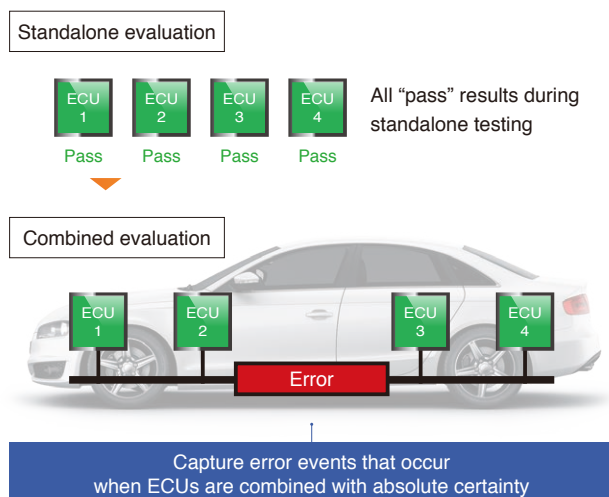 Standalone evaluation
ECU
1
ECU
2
ECU
3
ECU
4
All “pass” results during
standalone testing
Pass
Pass
Pass
Pass
Combined evaluation
ECU
1
ECU
2
ECU
3
ECU
4
Error
Capture error events that occur
when ECUs are combined with absolute certainty